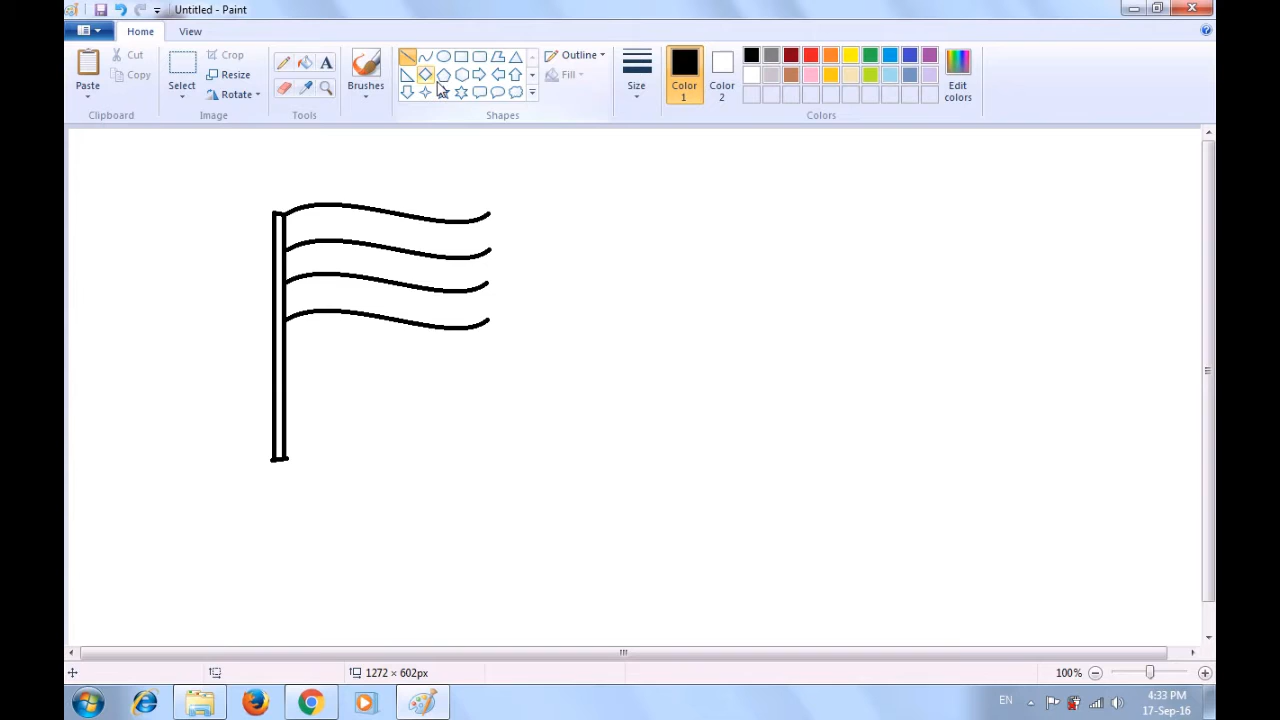 Untitled - Paint
Home View
Paste
Cut
Copy
Clipboard
Select
Crop
Resize
Rotate
Image
A
Tools
Brushes
Shapes
Outline
Fill
Size
Color 1
Color 2
Edit colors
Colors
1272 × 602px
100%
EN
4:33 PM
17-Sep-16